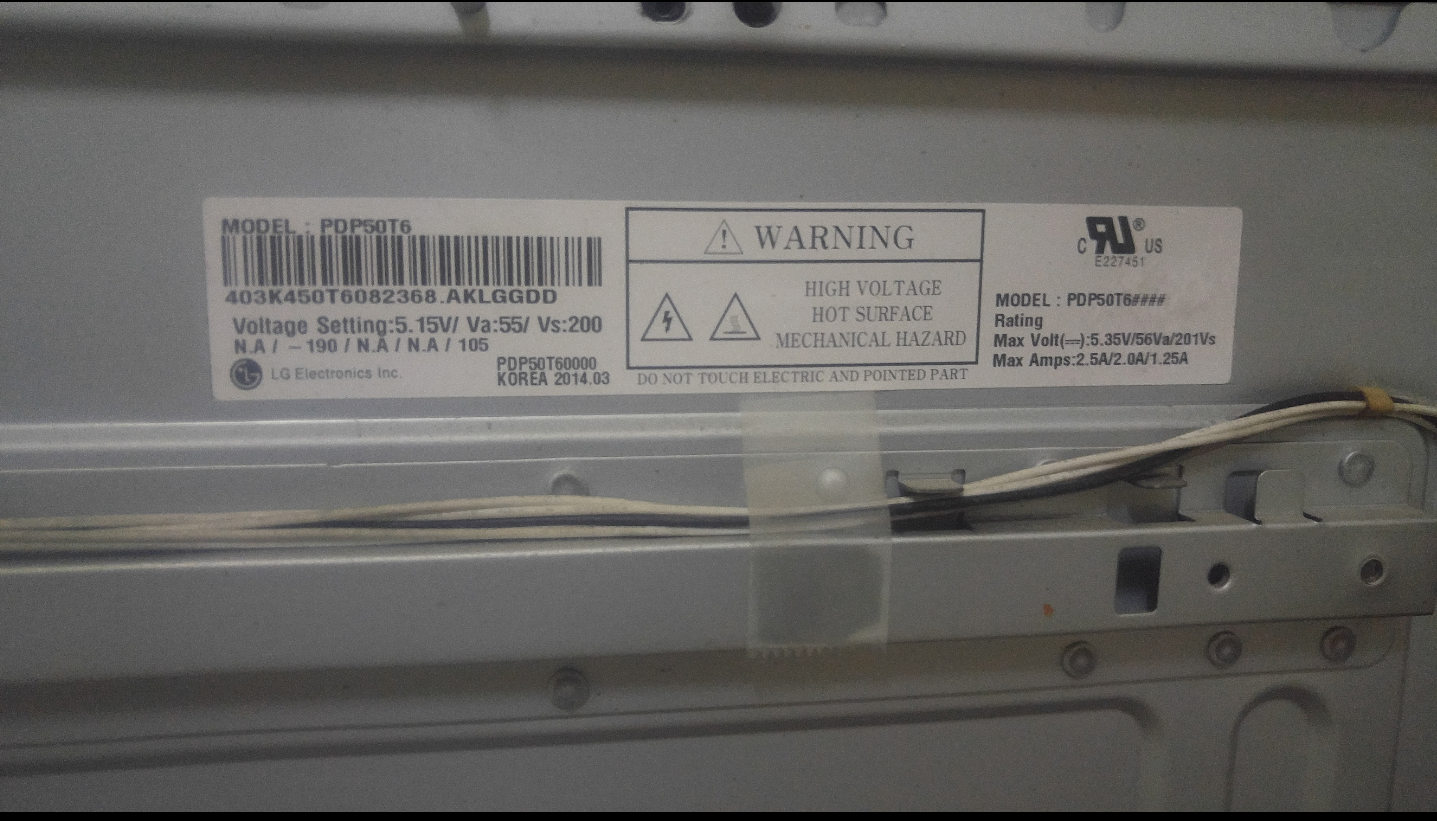 MODEL : PDP50T6
403K450T6082368.AKLGGDD
Voltage Setting:5.15V/ Va:55/ Vs:200
N.A / -190 / N.A / N.A / 105
PDP50T60000
LG Electronics Inc.
KOREA 2014.03
WARNING
HIGH VOLTAGE
HOT SURFACE
MECHANICAL HAZARD
DO NOT TOUCH ELECTRIC AND POINTED PART
C RU ® US
E227451
MODEL : PDP50T6####
Rating
Max Volt(⎓):5.35V/56Va/201Vs
Max Amps:2.5A/2.0A/1.25A